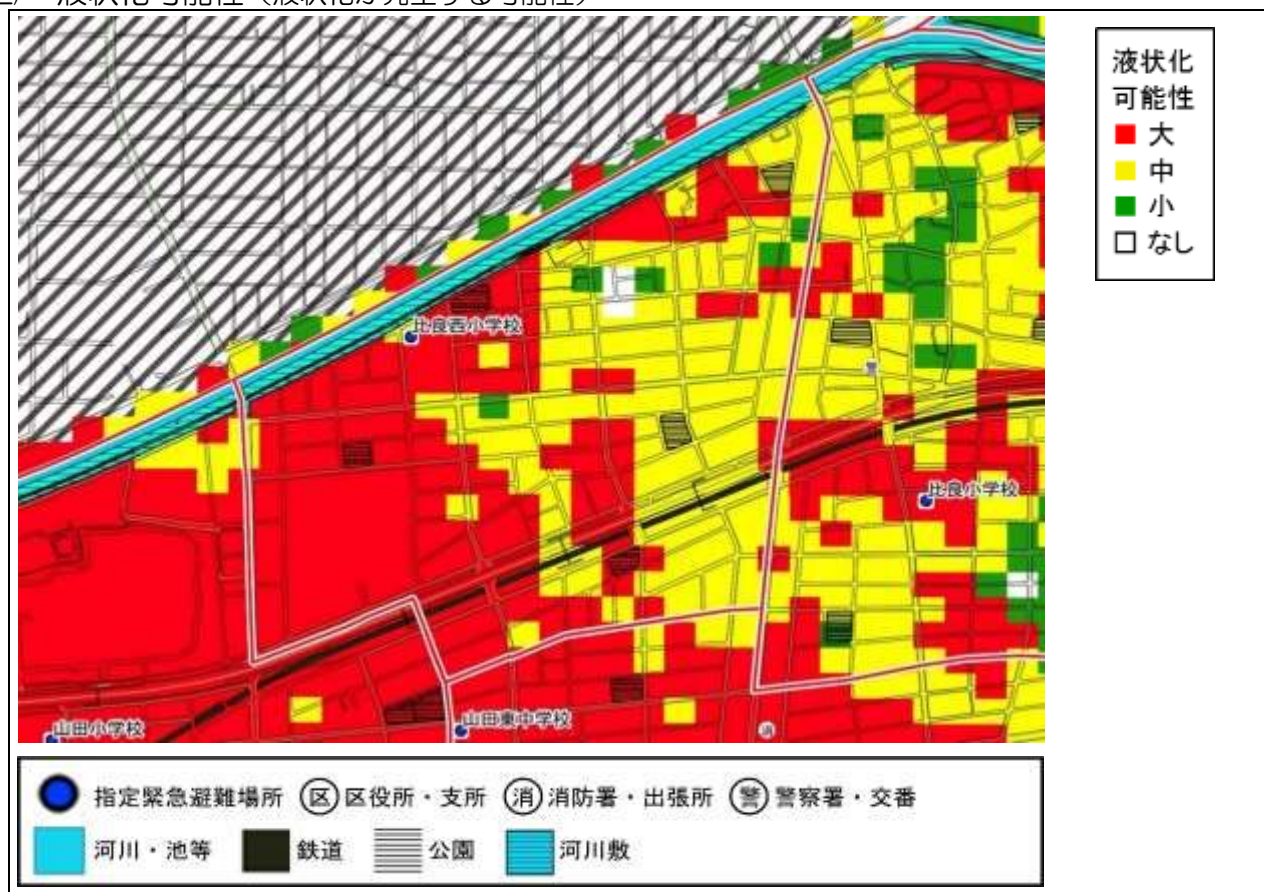 液状化可能性（液状化が発生する可能性）
液状化
可能性
大
中
小
なし
比良西小学校
比良小学校
山田小学校
山田東中学校
消
指定緊急避難場所 区 区役所・支所 消 消防署・出張所 警 警察署・交番
河川・池等 鉄道 公園 河川敷